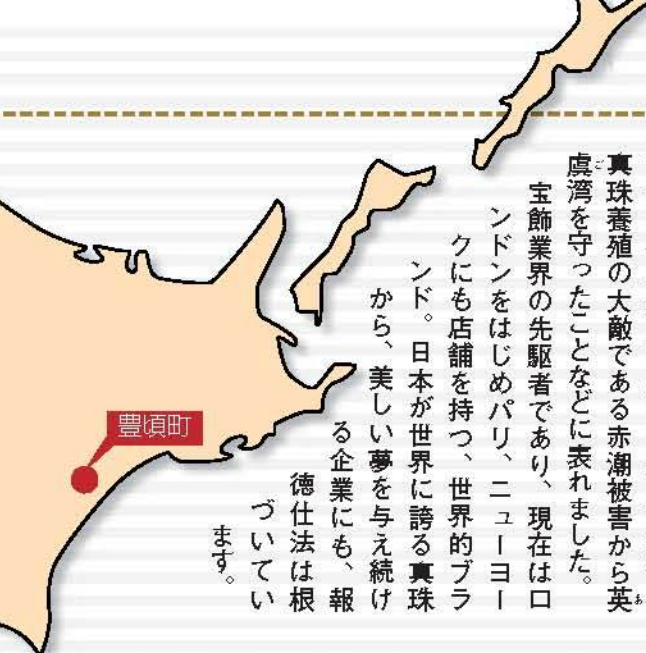 真珠養殖の大敵である赤潮被害から英
虞湾を守ったことなどに表れました。
宝飾業界の先駆者であり、現在はロ
ンドンをはじめパリ、ニューヨー
クにも店舗を持つ、世界的ブラ
ンド。日本が世界に誇る真珠
から、美しい夢を与え続け
る企業にも、報
徳仕法は根
づいてい
ます。
あ
ご
豊頃町